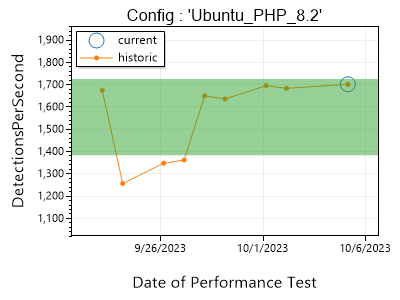 Config : 'Ubuntu_PHP_8.2'
current
historic
DetectionsPerSecond
1,900
1,800
1,700
1,600
1,500
1,400
1,300
1,200
1,100
9/26/2023
10/1/2023
10/6/2023
Date of Performance Test